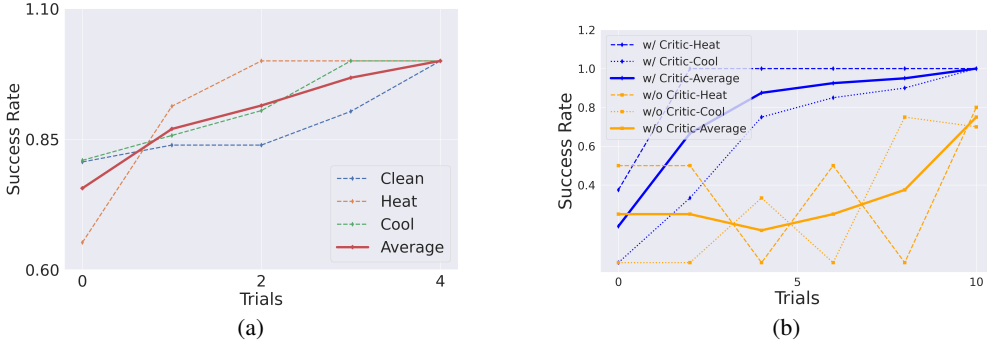 1.10
0.85
0.60
Success Rate
0
2
4
Trials
Clean
Heat
Cool
Average
(a)
1.2
1.0
0.8
0.6
0.4
Success Rate
0
5
10
Trials
w/ Critic-Heat
w/ Critic-Cool
w/ Critic-Average
w/o Critic-Heat
w/o Critic-Cool
w/o Critic-Average
(b)